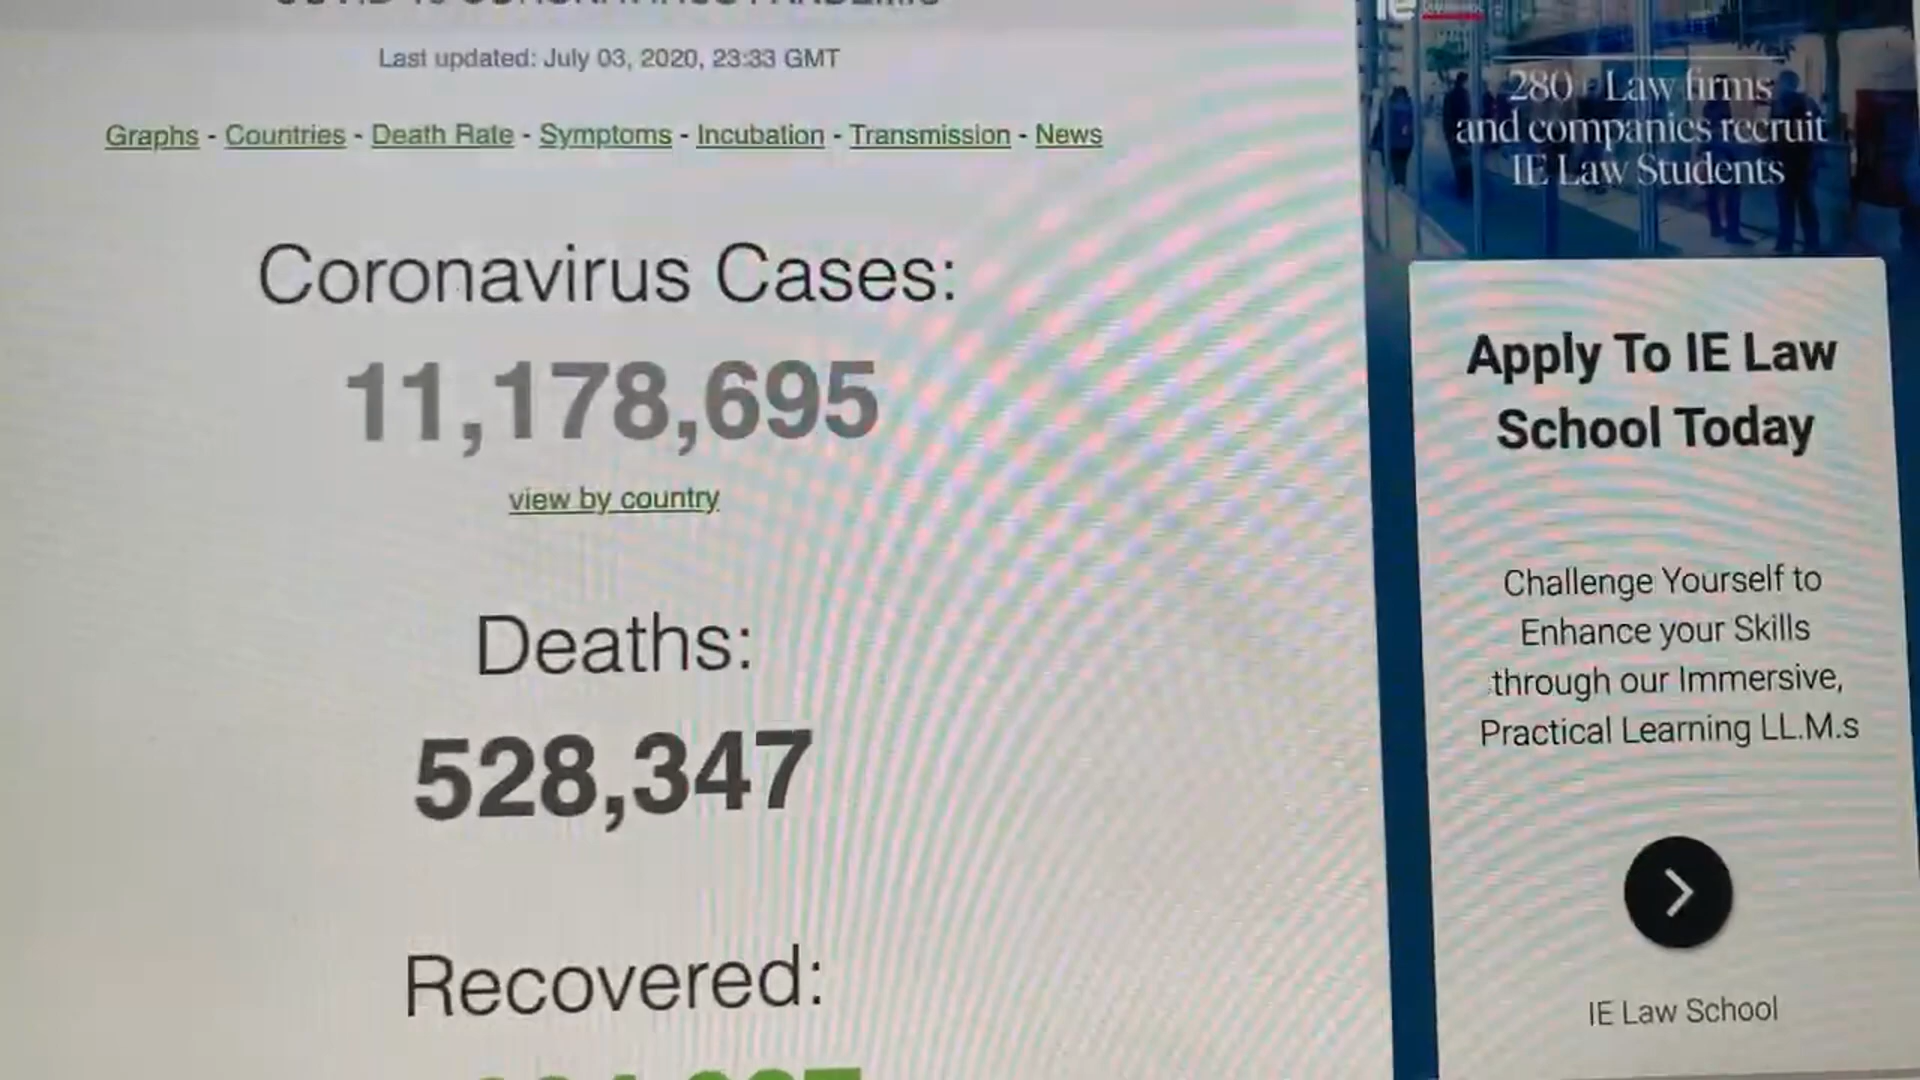 Last updated: July 03, 2020, 23:33 GMT
Graphs - Countries - Death Rate - Symptoms - Incubation - Transmission - News
Coronavirus Cases:
11,178,695
view by country
Deaths:
528,347
Recovered:
280+ Law firms
and companies recruit
IE Law Students
Apply To IE Law
School Today
Challenge Yourself to
Enhance your Skills
through our Immersive,
Practical Learning LL.M.s
IE Law School